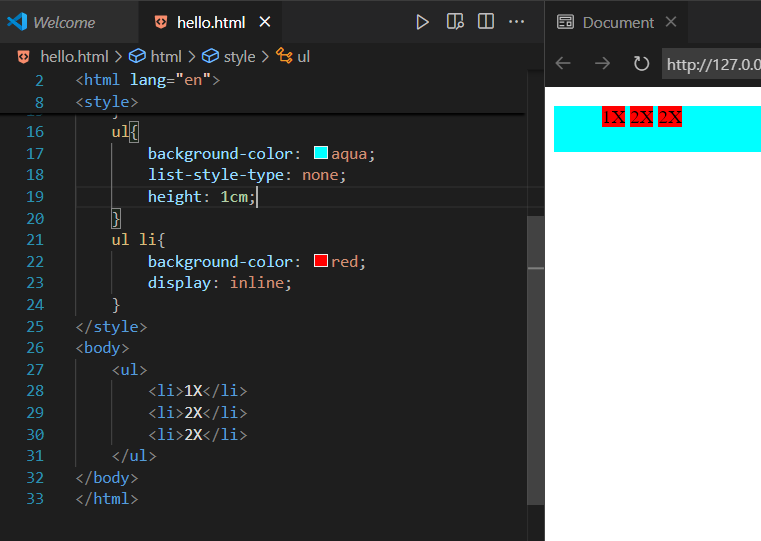 Welcome hello.html Document
hello.html > html > style > ul
http://127.0.0
2 <html lang="en">
8 <style>
16 ul{
17 background-color: aqua;
18 list-style-type: none;
19 height: 1cm;
20 }
21 ul li{
22 background-color: red;
23 display: inline;
24 }
25 </style>
26 <body>
27 <ul>
28 <li>1X</li>
29 <li>2X</li>
30 <li>2X</li>
31 </ul>
32 </body>
33 </html>
1X 2X 2X